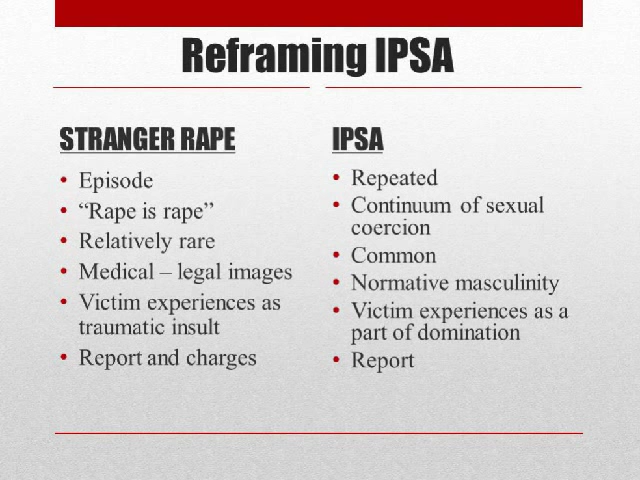 Reframing IPSA
STRANGER RAPE
• Episode
• “Rape is rape”
• Relatively rare
• Medical – legal images
• Victim experiences as
traumatic insult
• Report and charges
IPSA
• Repeated
• Continuum of sexual
coercion
• Common
• Normative masculinity
• Victim experiences as a
part of domination
• Report